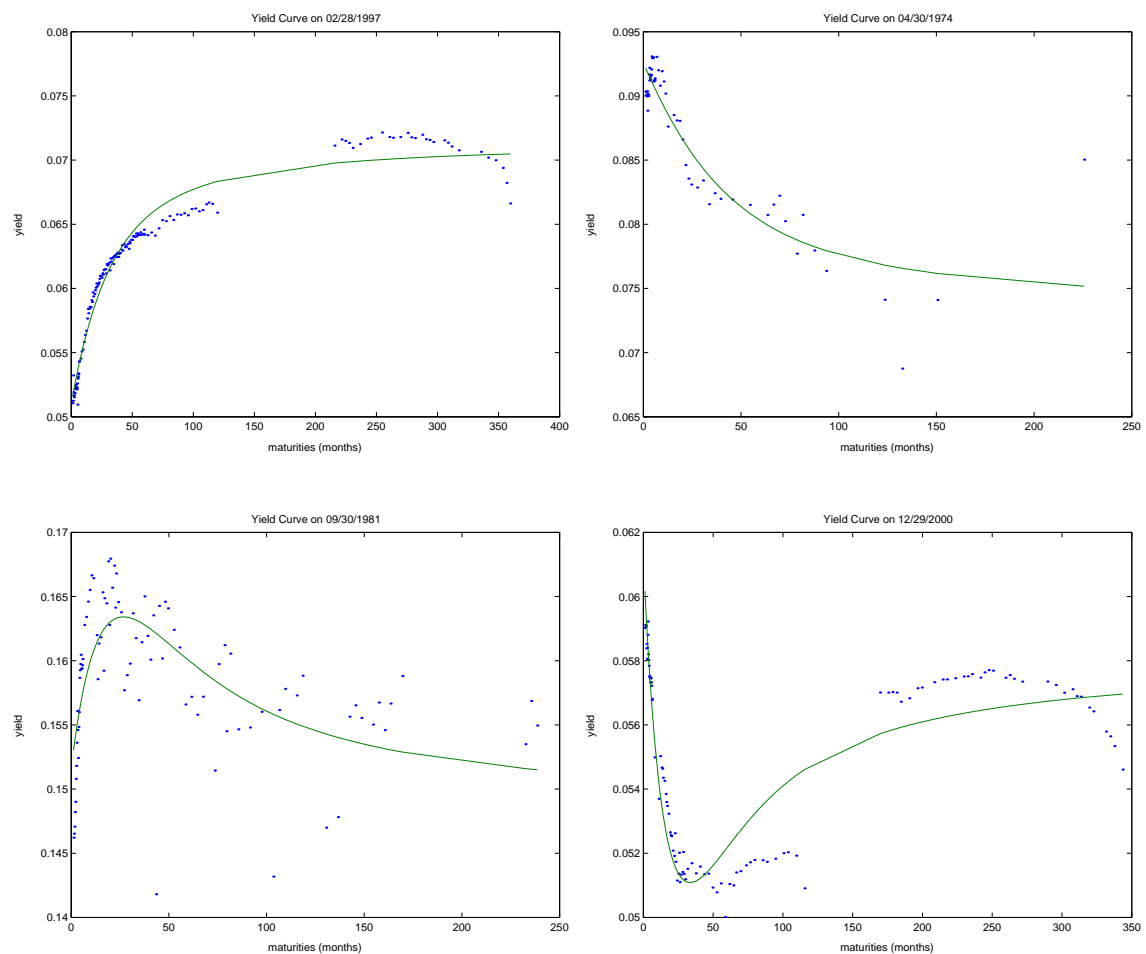 Yield Curve on 02/28/1997
0.08
0.075
0.07
0.065
0.06
0.055
0.05
yield
0 50 100 150 200 250 300 350 400
maturities (months)
Yield Curve on 04/30/1974
0.095
0.09
0.085
0.08
0.075
0.07
0.065
yield
0 50 100 150 200 250
maturities (months)
Yield Curve on 09/30/1981
0.17
0.165
0.16
0.155
0.15
0.145
0.14
yield
0 50 100 150 200 250
maturities (months)
Yield Curve on 12/29/2000
0.062
0.06
0.058
0.056
0.054
0.052
0.05
yield
0 50 100 150 200 250 300 350
maturities (months)